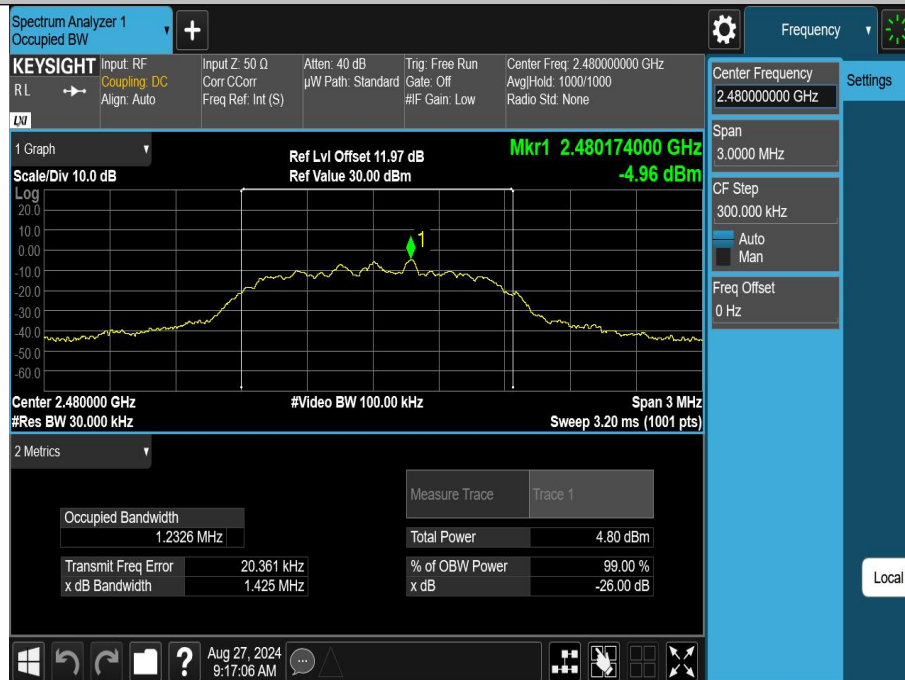 Spectrum Analyzer 1
Occupied BW
+
Frequency
KEYSIGHT
RL
LXI
Input: RF
Coupling: DC
Align: Auto
Input Z: 50 Ω
Corr CCorr
Freq Ref: Int (S)
Atten: 40 dB
µW Path: Standard
Trig: Free Run
Gate: Off
#IF Gain: Low
Center Freq: 2.480000000 GHz
Avg|Hold: 1000/1000
Radio Std: None
Center Frequency
2.480000000 GHz
Settings
Span
3.0000 MHz
CF Step
300.000 kHz
Auto
Man
Freq Offset
0 Hz
Local
1 Graph
Scale/Div 10.0 dB
Ref Lvl Offset 11.97 dB
Ref Value 30.00 dBm
Mkr1 2.480174000 GHz
-4.96 dBm
Log
20.0
10.0
0.00
-10.0
-20.0
-30.0
-40.0
-50.0
-60.0
1
Center 2.480000 GHz
#Res BW 30.000 kHz
#Video BW 100.00 kHz
Span 3 MHz
Sweep 3.20 ms (1001 pts)
2 Metrics
Measure Trace Trace 1
Occupied Bandwidth
1.2326 MHz
Total Power 4.80 dBm
Transmit Freq Error 20.361 kHz
% of OBW Power 99.00 %
x dB Bandwidth 1.425 MHz
x dB -26.00 dB
?
Aug 27, 2024
9:17:06 AM